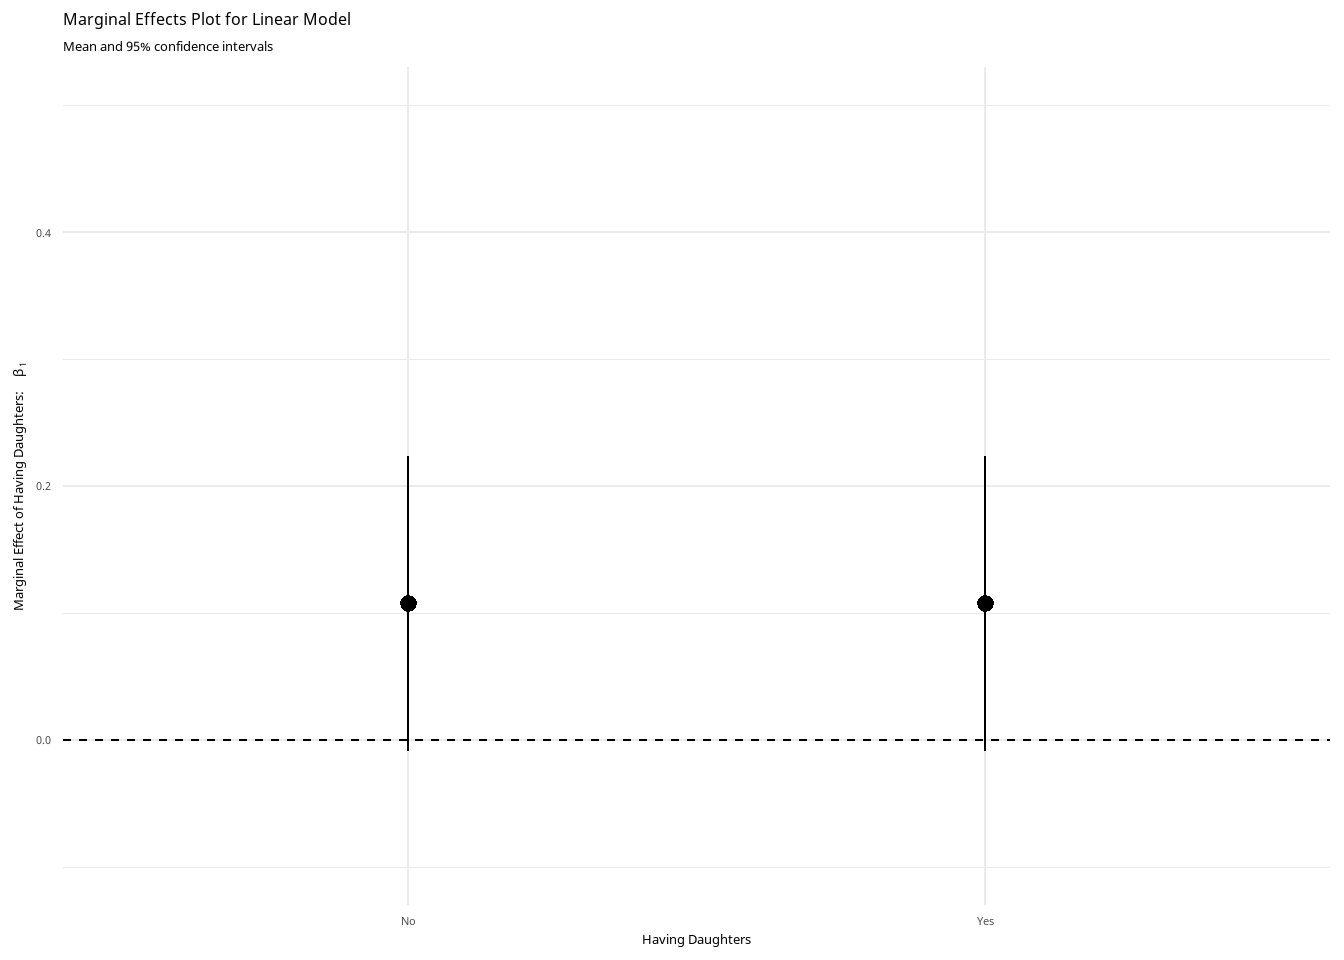 Marginal Effects Plot for Linear Model
Mean and 95% confidence intervals
Marginal Effect of Having Daughters: β₁
0.4
0.2
0.0
No
Yes
Having Daughters